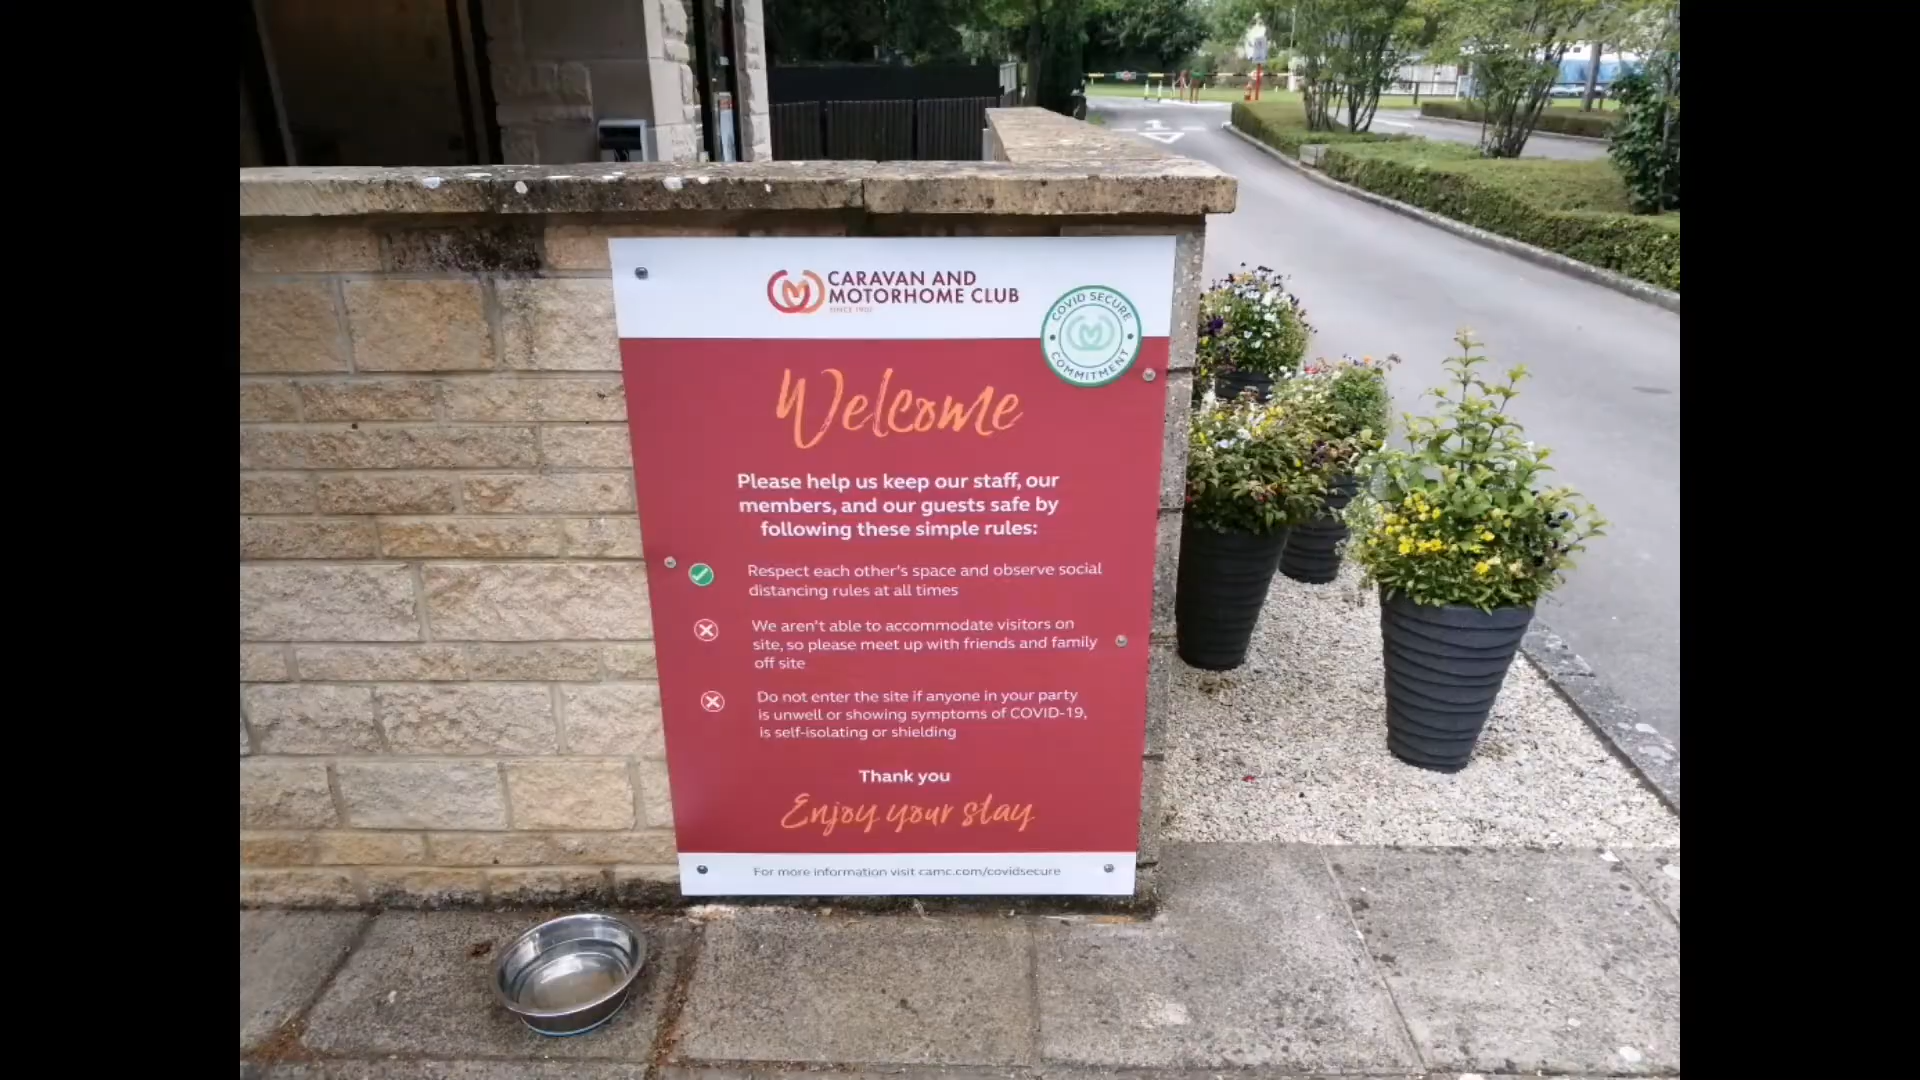 CARAVAN AND
MOTORHOME CLUB
SINCE 1907
COVID SECURE
COMMITMENT
Welcome
Please help us keep our staff, our
members, and our guests safe by
following these simple rules:
Respect each other's space and observe social
distancing rules at all times
We aren't able to accommodate visitors on
site, so please meet up with friends and family
off site
Do not enter the site if anyone in your party
is unwell or showing symptoms of COVID-19,
is self-isolating or shielding
Thank you
Enjoy your stay
For more information visit camc.com/covidsecure